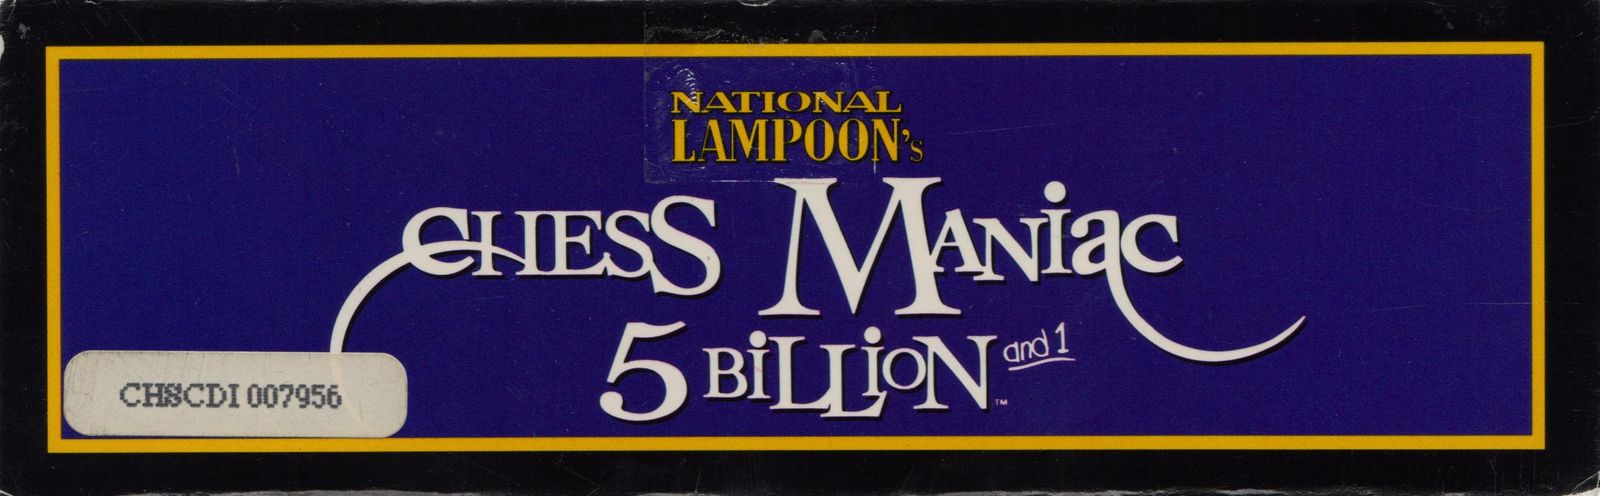 NATIONAL
LAMPOON's
CHESS MANiaC
5 BiLLioN and 1
™
CHSCDI 007956